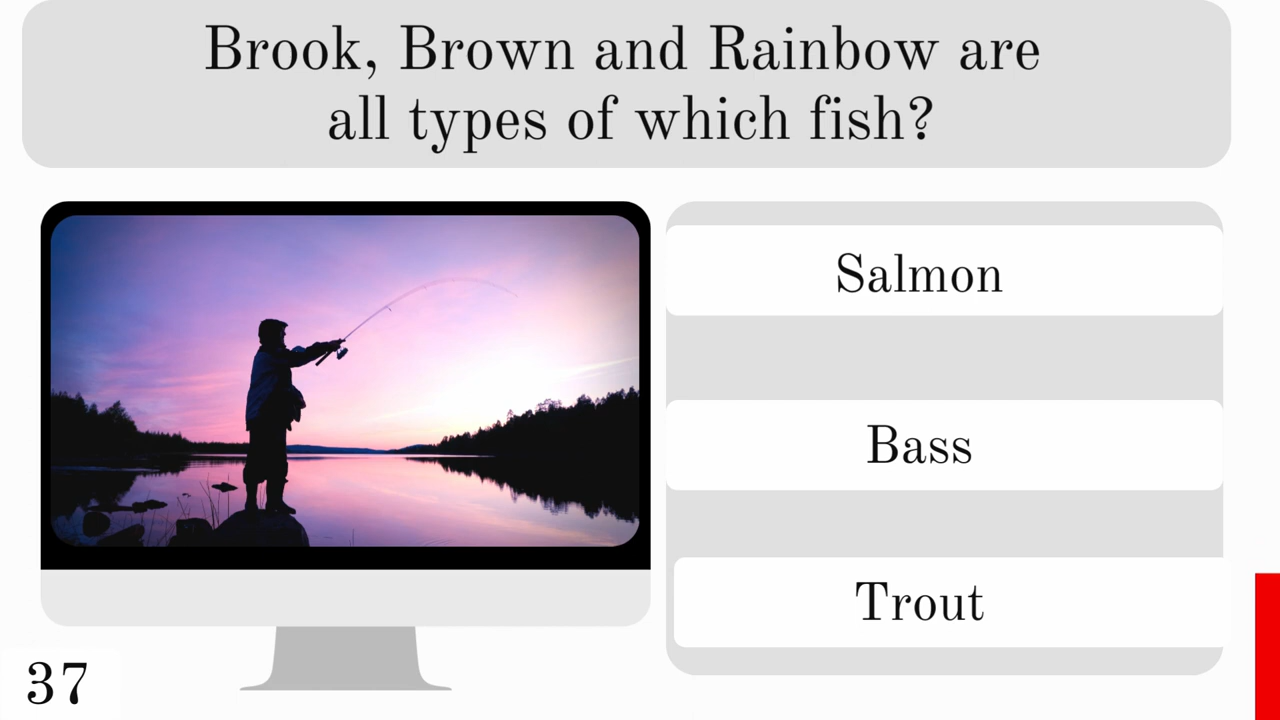 Brook, Brown and Rainbow are
all types of which fish?
Salmon
Bass
Trout
37